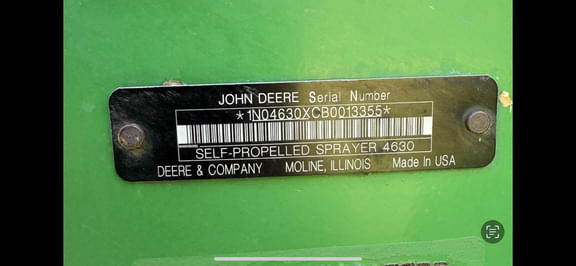 JOHN DEERE Serial Number
*1N04630XCB0013355*
SELF-PROPELLED SPRAYER 4630
DEERE & COMPANY MOLINE, ILLINOIS Made In USA